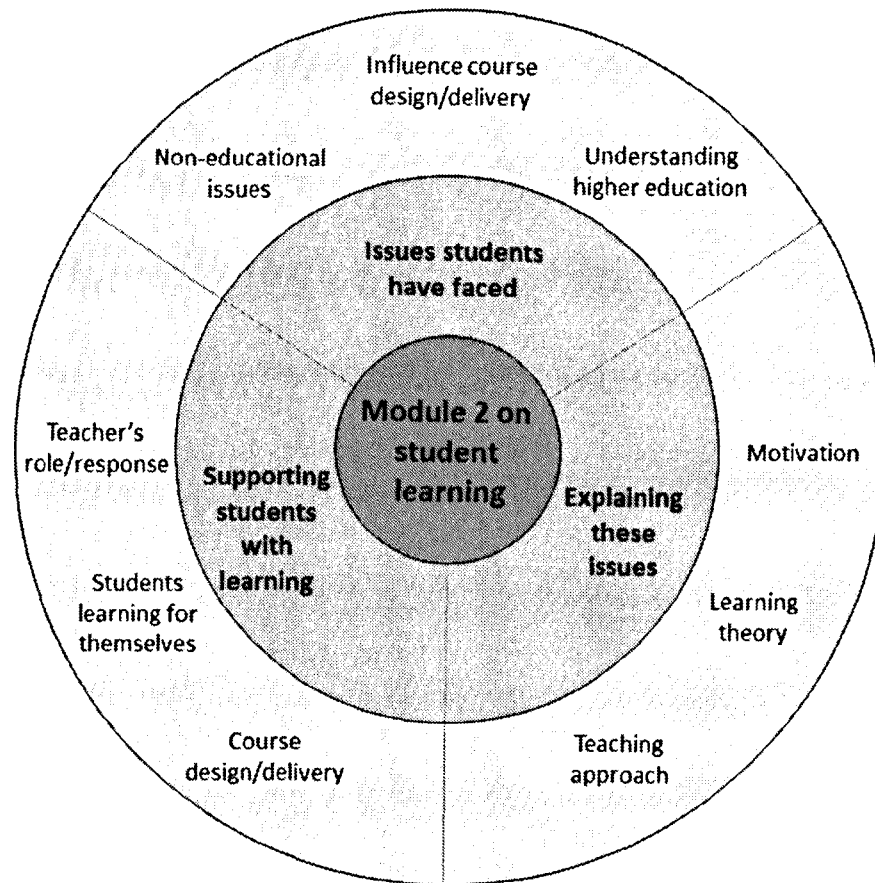 Influence course
design/delivery
Non-educational
issues
Understanding
higher education
Issues students
have faced
Module 2 on
student
learning
Teacher's
role/response
Supporting
students
with
learning
Explaining
these
issues
Motivation
Students
learning for
themselves
Learning
theory
Course
design/delivery
Teaching
approach